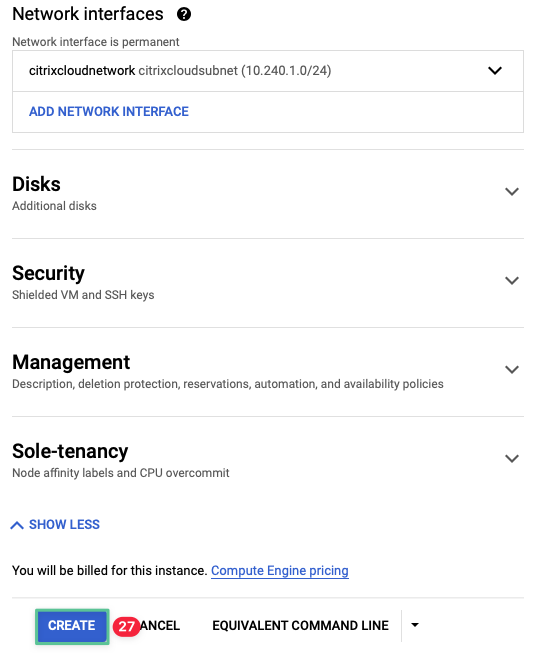 Network interfaces ?
Network interface is permanent
citrixcloudnetwork citrixcloudsubnet (10.240.1.0/24)
ADD NETWORK INTERFACE
Disks
Additional disks
Security
Shielded VM and SSH keys
Management
Description, deletion protection, reservations, automation, and availability policies
Sole-tenancy
Node affinity labels and CPU overcommit
SHOW LESS
You will be billed for this instance. Compute Engine pricing
CREATE 27 ANCEL EQUIVALENT COMMAND LINE